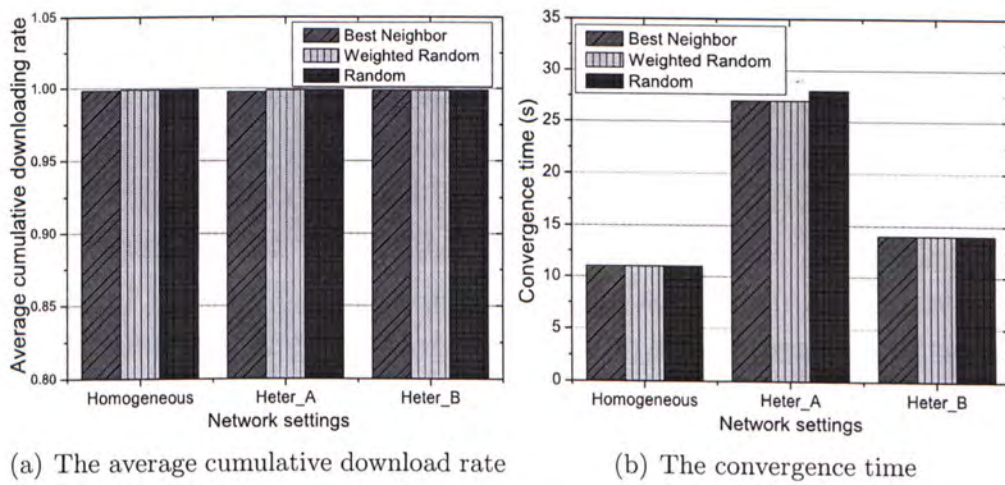 1.05
1.00
0.95
0.90
0.85
0.80
Average cumulative downloading rate
Best Neighbor
Weighted Random
Random
Homogeneous
Heter_A
Heter_B
Network settings
(a) The average cumulative download rate
35
30
25
20
15
10
5
0
Convergence time (s)
Best Neighbor
Weighted Random
Random
Homogeneous
Heter_A
Heter_B
Network settings
(b) The convergence time